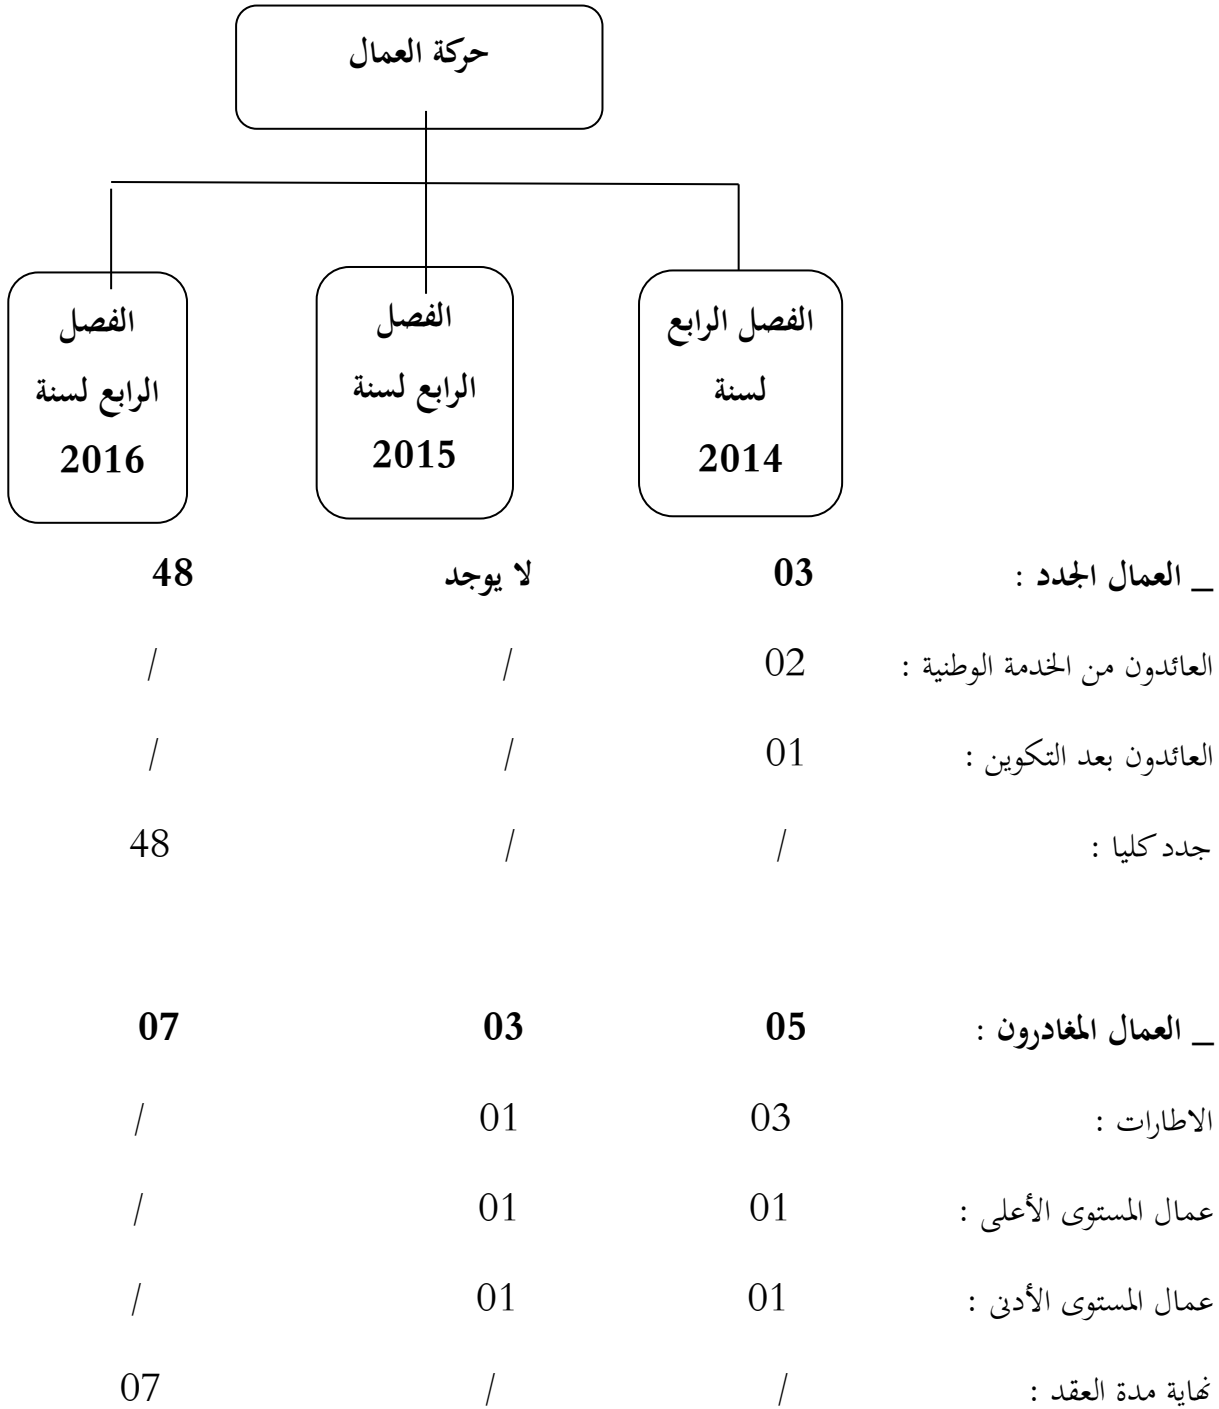 حركة العمال
الفصل الرابع
لسنة
2014
الفصل
الرابع لسنة
2015
الفصل
الرابع لسنة
2016
_ العمال الجدد : 03 لا يوجد 48
العائدون من الخدمة الوطنية : 02 / /
العائدون بعد التكوين : 01 / /
جدد كليا : / / 48
_ العمال المغادرون : 05 03 07
الاطارات : 03 01 /
عمال المستوى الأعلى : 01 01 /
عمال المستوى الأدنى : 01 01 /
نهاية مدة العقد : / / 07